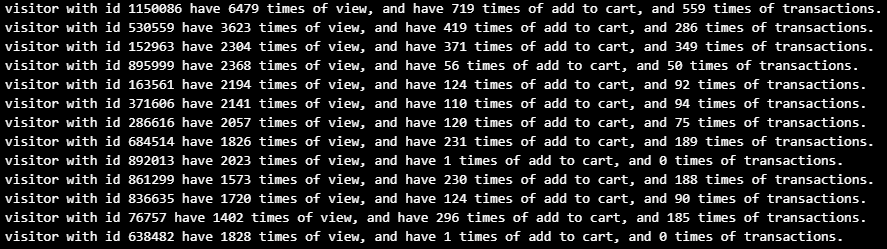 visitor with id 1150086 have 6479 times of view, and have 719 times of add to cart, and 559 times of transactions.
visitor with id 530559 have 3623 times of view, and have 419 times of add to cart, and 286 times of transactions.
visitor with id 152963 have 2304 times of view, and have 371 times of add to cart, and 349 times of transactions.
visitor with id 895999 have 2368 times of view, and have 56 times of add to cart, and 50 times of transactions.
visitor with id 163561 have 2194 times of view, and have 124 times of add to cart, and 92 times of transactions.
visitor with id 371606 have 2141 times of view, and have 110 times of add to cart, and 94 times of transactions.
visitor with id 286616 have 2057 times of view, and have 120 times of add to cart, and 75 times of transactions.
visitor with id 684514 have 1826 times of view, and have 231 times of add to cart, and 189 times of transactions.
visitor with id 892013 have 2023 times of view, and have 1 times of add to cart, and 0 times of transactions.
visitor with id 861299 have 1573 times of view, and have 230 times of add to cart, and 188 times of transactions.
visitor with id 836635 have 1720 times of view, and have 124 times of add to cart, and 90 times of transactions.
visitor with id 76757 have 1402 times of view, and have 296 times of add to cart, and 185 times of transactions.
visitor with id 638482 have 1828 times of view, and have 1 times of add to cart, and 0 times of transactions.